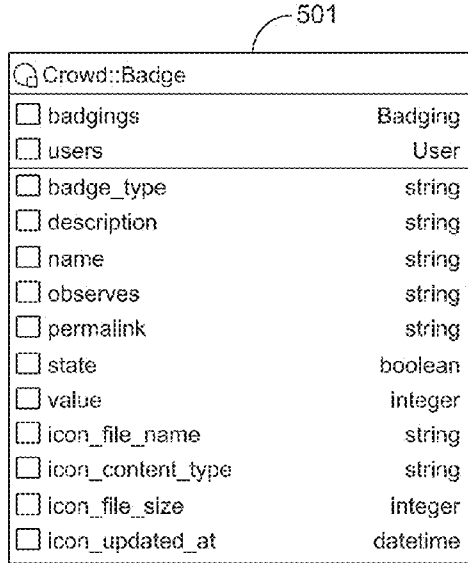 501
Crowd::Badge
badgings Badging
users User
badge_type string
description string
name string
observes string
permalink string
state boolean
value integer
icon_file_name string
icon_content_type string
icon_file_size integer
icon_updated_at datetime